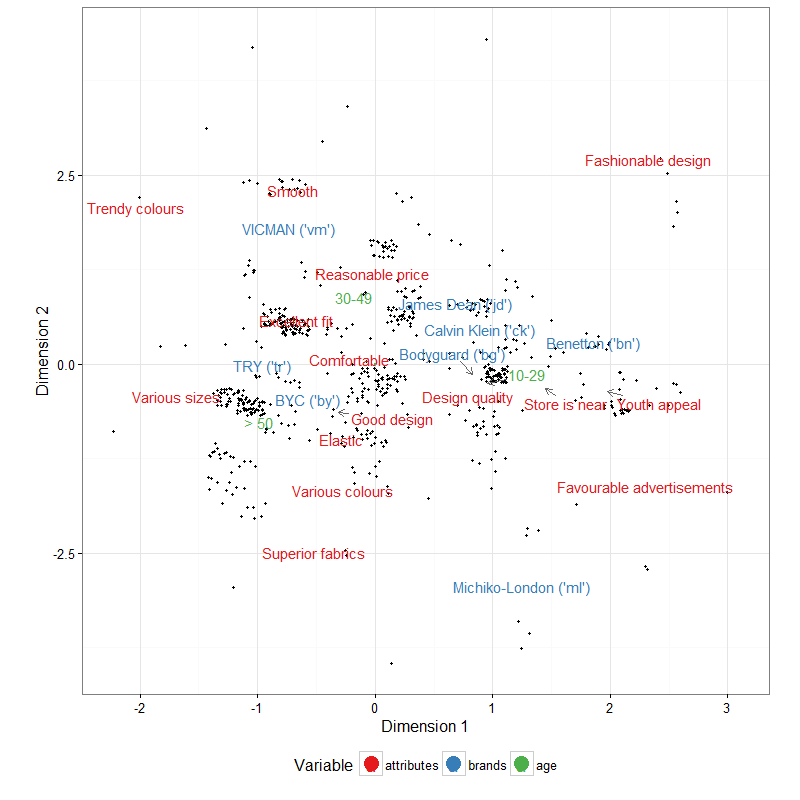 Fashionable design
2.5
Smooth
Trendy colours
VICMAN ('vm')
Reasonable price
30-49
James Dean ('jd')
Excellent fit
Calvin Klein ('ck')
Benetton ('bn')
Bodyguard ('bg')
0.0
Comfortable
TRY ('tr')
10-29
Various sizes
BYC ('by')
Design quality
Store is near
Youth appeal
Good design
> 50
Elastic
Various colours
Favourable advertisements
-2.5
Superior fabrics
Michiko-London ('ml')
Dimension 2
-2 -1 0 1 2 3
Dimension 1
Variable attributes brands age